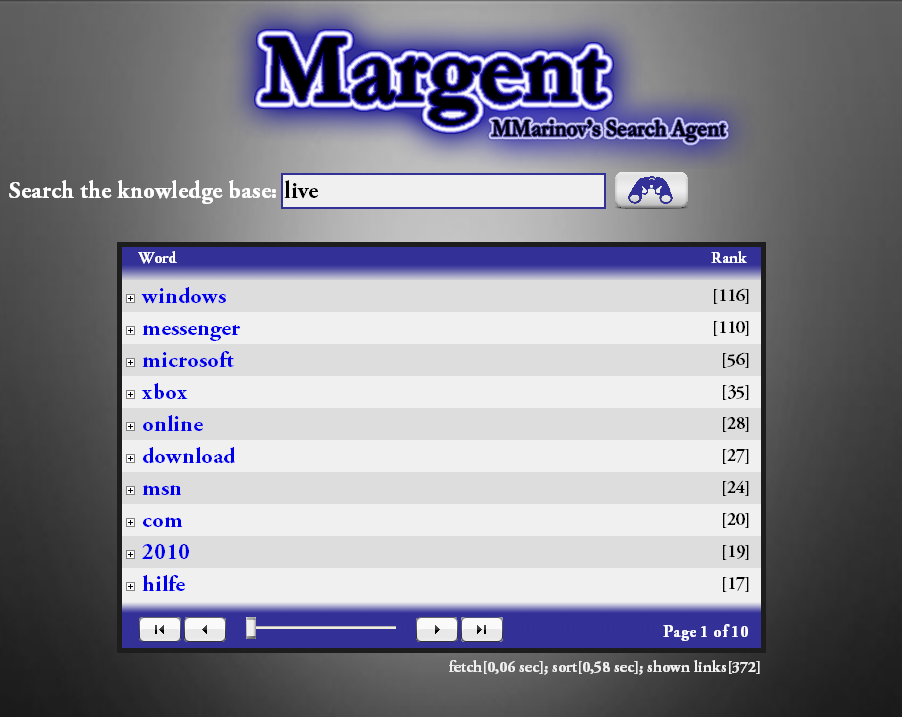 Margent
MMarinov's Search Agent
Search the knowledge base: live
Word Rank
windows [116]
messenger [110]
microsoft [56]
xbox [35]
online [28]
download [27]
msn [24]
com [20]
2010 [19]
hilfe [17]
Page 1 of 10
fetch[0,06 sec]; sort[0,58 sec]; shown links[372]